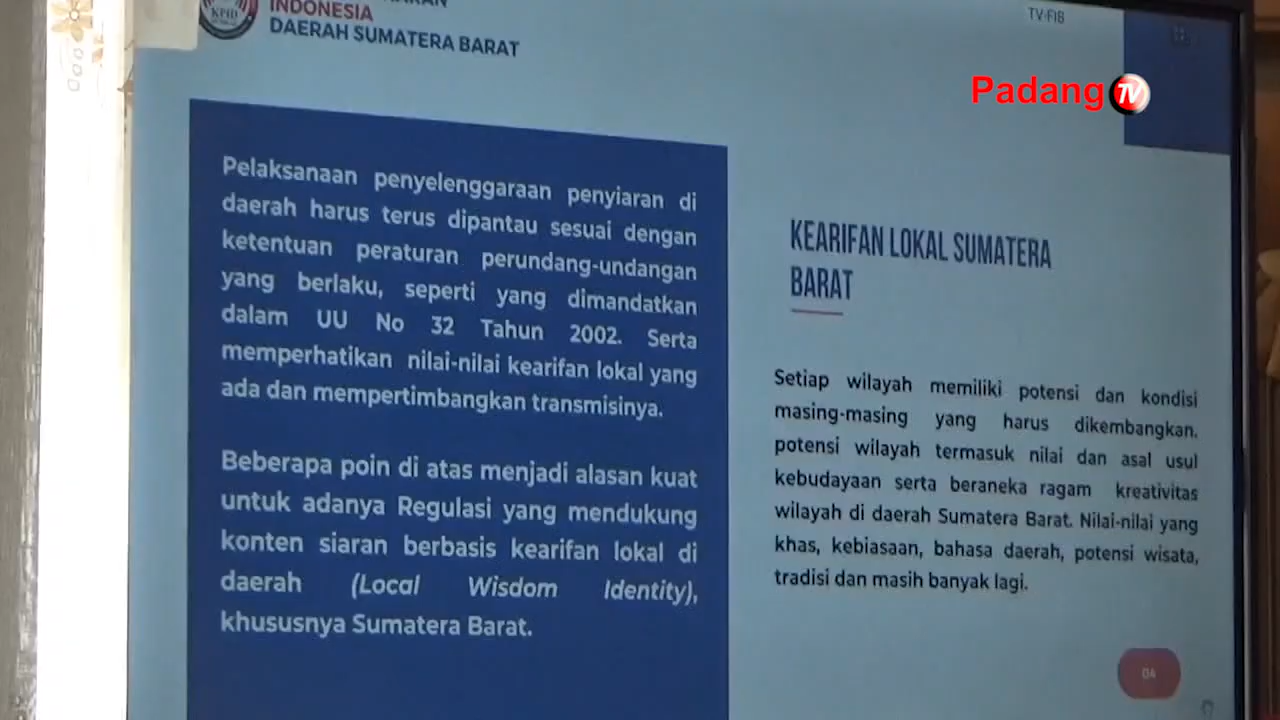 KPID
INDONESIA
DAERAH SUMATERA BARAT
TV-F18
Padang TV
Pelaksanaan penyelenggaraan penyiaran di
daerah harus terus dipantau sesuai dengan
ketentuan peraturan perundang-undangan
yang berlaku, seperti yang dimandatkan
dalam UU No 32 Tahun 2002. Serta
memperhatikan nilai-nilai kearifan lokal yang
ada dan mempertimbangkan transmisinya.
Beberapa poin di atas menjadi alasan kuat
untuk adanya Regulasi yang mendukung
konten siaran berbasis kearifan lokal di
daerah (Local Wisdom Identity),
khususnya Sumatera Barat.
KEARIFAN LOKAL SUMATERA
BARAT
Setiap wilayah memiliki potensi dan kondisi
masing-masing yang harus dikembangkan.
potensi wilayah termasuk nilai dan asal usul
kebudayaan serta beraneka ragam kreativitas
wilayah di daerah Sumatera Barat. Nilai-nilai yang
khas, kebiasaan, bahasa daerah, potensi wisata,
tradisi dan masih banyak lagi.
04